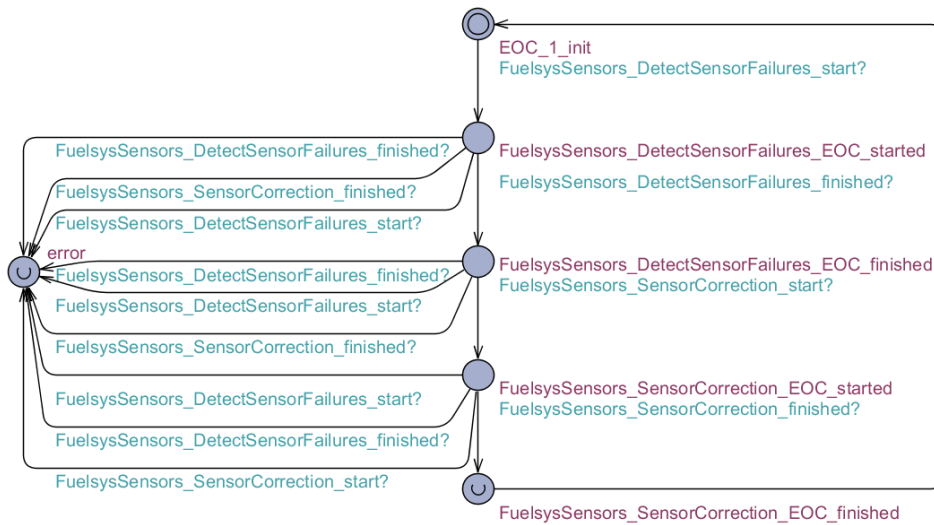 EOC_1_init
FuelsysSensors_DetectSensorFailures_start?
FuelsysSensors_DetectSensorFailures_finished?
FuelsysSensors_DetectSensorFailures_EOC_started
FuelsysSensors_SensorCorrection_finished?
FuelsysSensors_DetectSensorFailures_finished?
FuelsysSensors_DetectSensorFailures_start?
error
FuelsysSensors_DetectSensorFailures_finished?
FuelsysSensors_DetectSensorFailures_EOC_finished
FuelsysSensors_DetectSensorFailures_start?
FuelsysSensors_SensorCorrection_start?
FuelsysSensors_SensorCorrection_finished?
FuelsysSensors_DetectSensorFailures_start?
FuelsysSensors_SensorCorrection_EOC_started
FuelsysSensors_SensorCorrection_finished?
FuelsysSensors_DetectSensorFailures_finished?
FuelsysSensors_SensorCorrection_start?
FuelsysSensors_SensorCorrection_EOC_finished